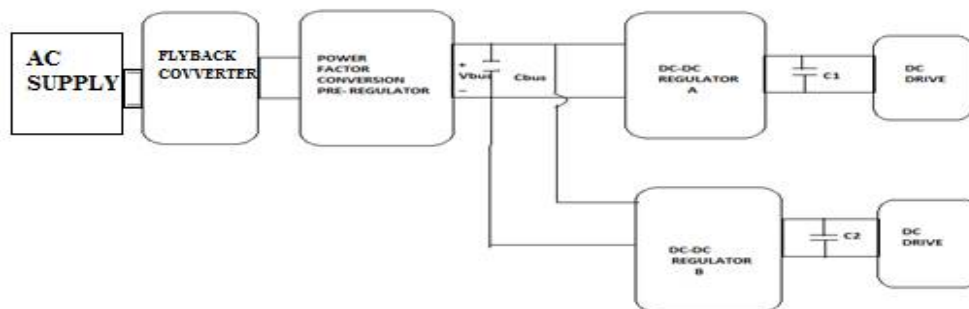 AC
SUPPLY
FLYBACK
COVVERTER
POWER
FACTOR
CONVERSION
PRE- REGULATOR
+
Vbus
−
Cbus
DC-DC
REGULATOR
A
C1
DC
DRIVE
DC-DC
REGULATOR
B
C2
DC
DRIVE